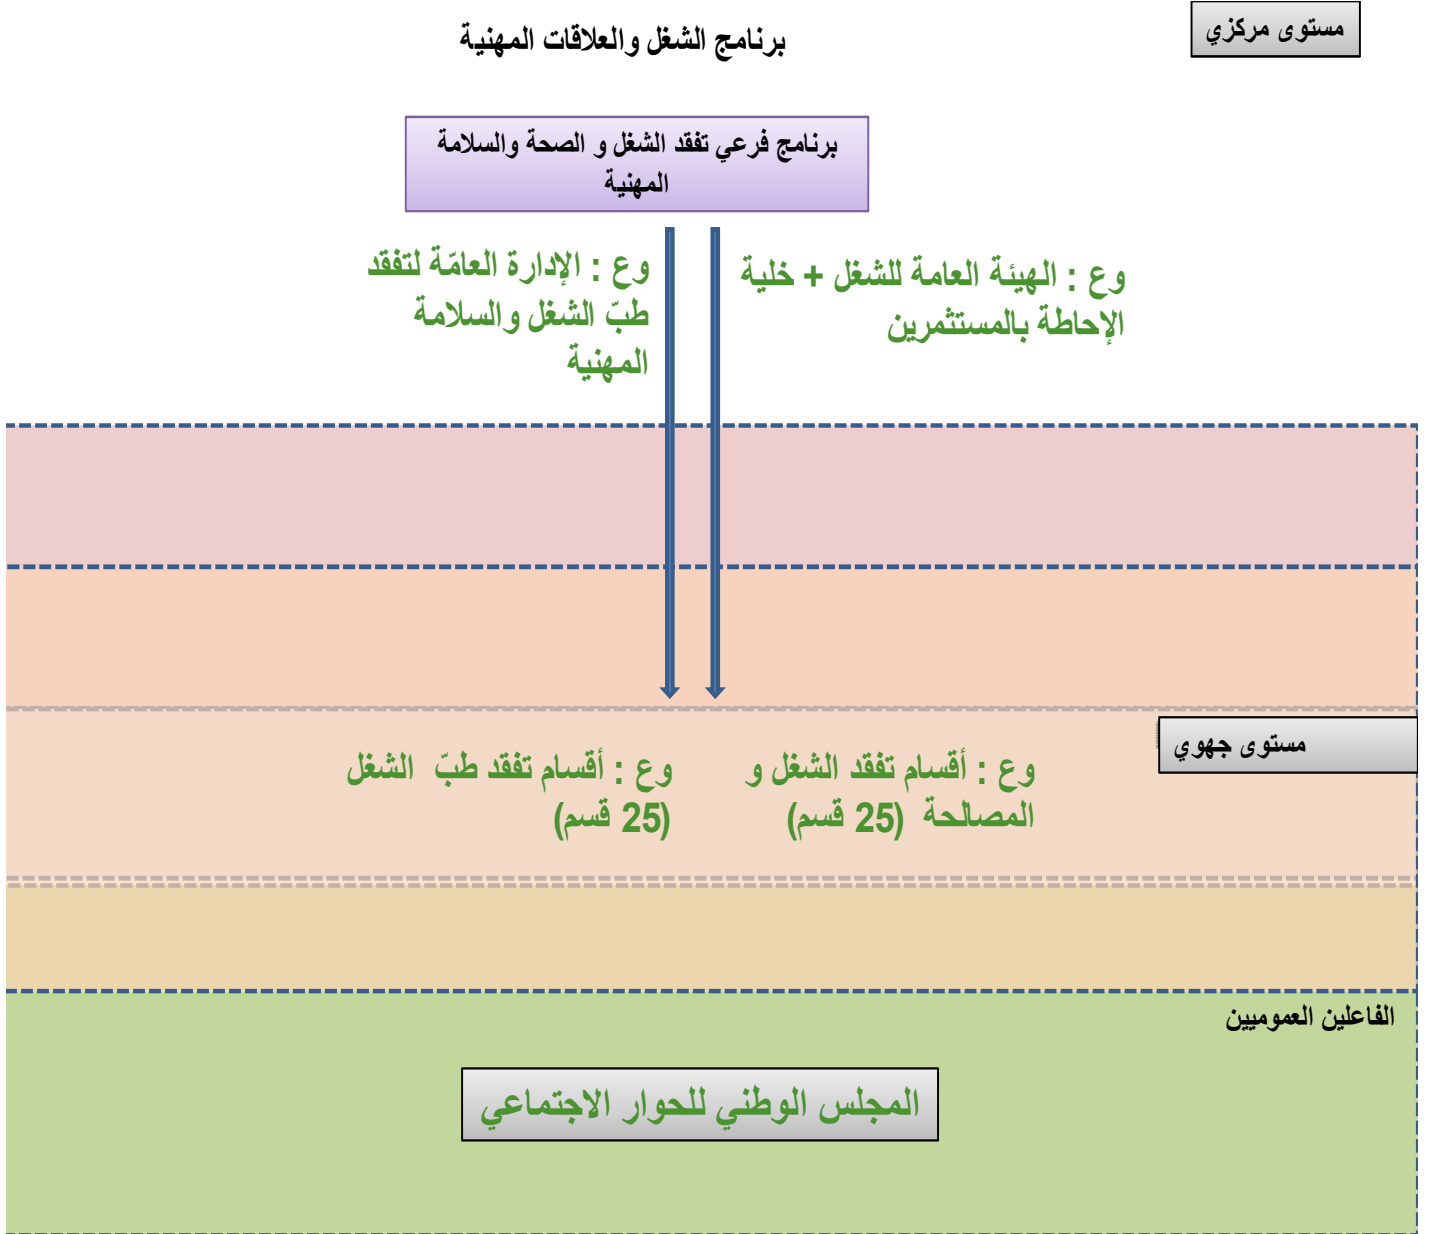 مستوى مركزي
برنامج الشغل والعلاقات المهنية
برنامج فرعي تفقد الشغل و الصحة والسلامة
المهنية
وع : الهيئة العامة للشغل + خلية
الإحاطة بالمستثمرين
وع : الإدارة العامّة لتفقد
طبّ الشغل والسلامة
المهنية
مستوى جهوي
وع : أقسام تفقد الشغل و
المصالحة (25 قسم)
وع : أقسام تفقد طبّ الشغل
(25 قسم)
الفاعلين العموميين
المجلس الوطني للحوار الاجتماعي